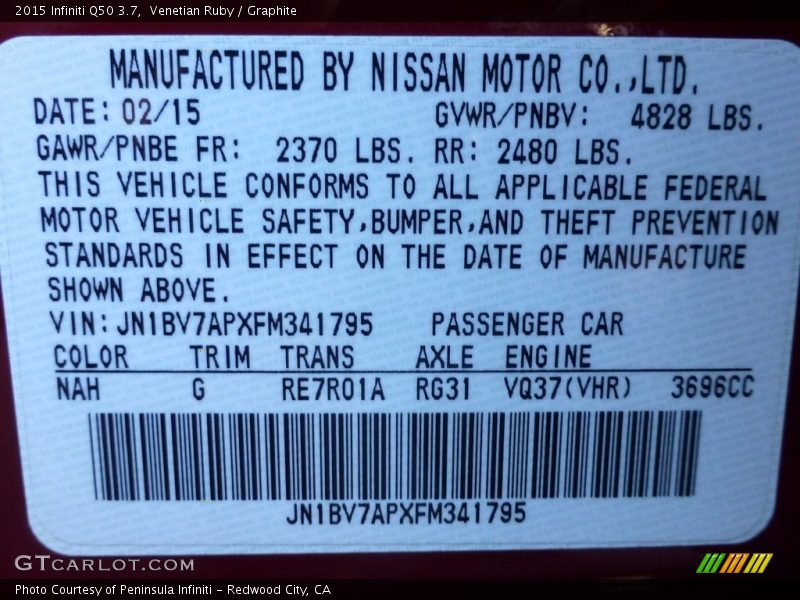 2015 Infiniti Q50 3.7, Venetian Ruby / Graphite
MANUFACTURED BY NISSAN MOTOR CO.,LTD.
DATE: 02/15 GVWR/PNBV: 4828 LBS.
GAWR/PNBE FR: 2370 LBS. RR: 2480 LBS.
THIS VEHICLE CONFORMS TO ALL APPLICABLE FEDERAL
MOTOR VEHICLE SAFETY,BUMPER,AND THEFT PREVENTION
STANDARDS IN EFFECT ON THE DATE OF MANUFACTURE
SHOWN ABOVE.
VIN: JN1BV7APXFM341795 PASSENGER CAR
COLOR TRIM TRANS AXLE ENGINE
NAH G RE7R01A RG31 VQ37(VHR) 3696CC
JN1BV7APXFM341795
GTCARLOT.COM
Photo Courtesy of Peninsula Infiniti - Redwood City, CA